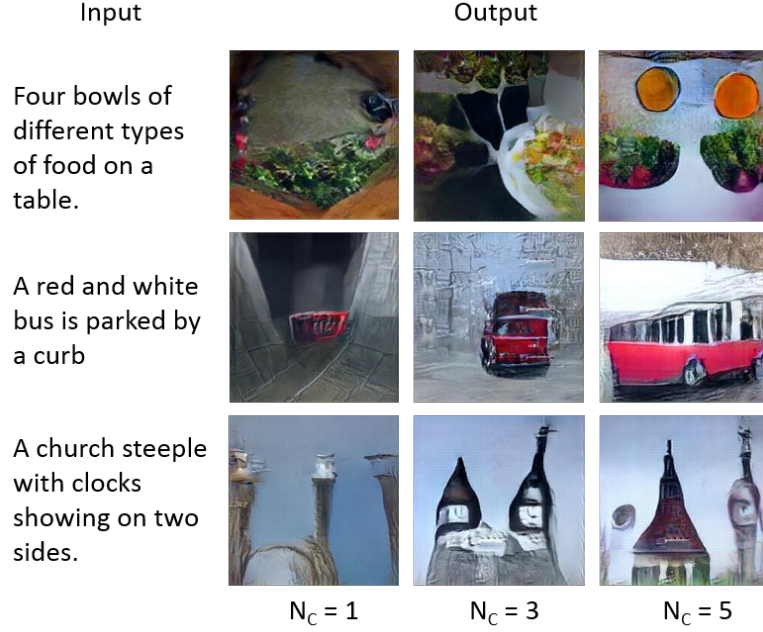 Input
Output
Four bowls of
different types
of food on a
table.
A red and white
bus is parked by
a curb
A church steeple
with clocks
showing on two
sides.
N_C = 1
N_C = 3
N_C = 5